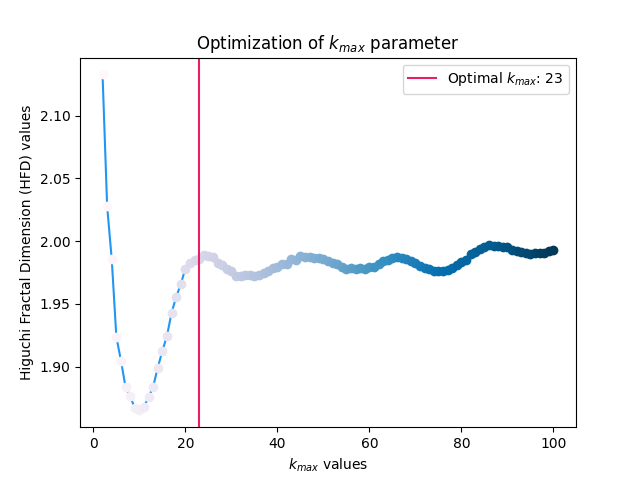 Optimization of k_max parameter
Optimal k_max: 23
Higuchi Fractal Dimension (HFD) values
2.10
2.05
2.00
1.95
1.90
0 20 40 60 80 100
k_max values